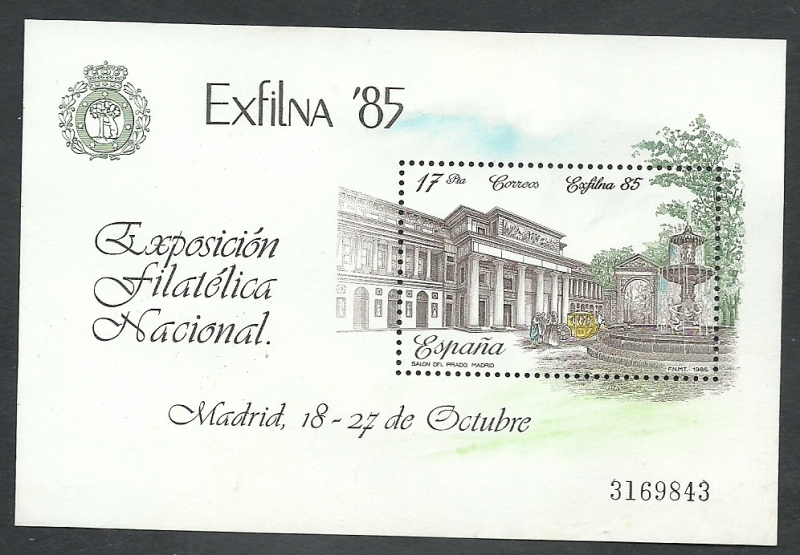 Exfilna '85
17 Pta Correos Exfilna 85
Exposición
Filatélica
Nacional.
España
SALON DEL PRADO. MADRID
F.N.M.T. 1985
Madrid, 18-27 de Octubre
3169843